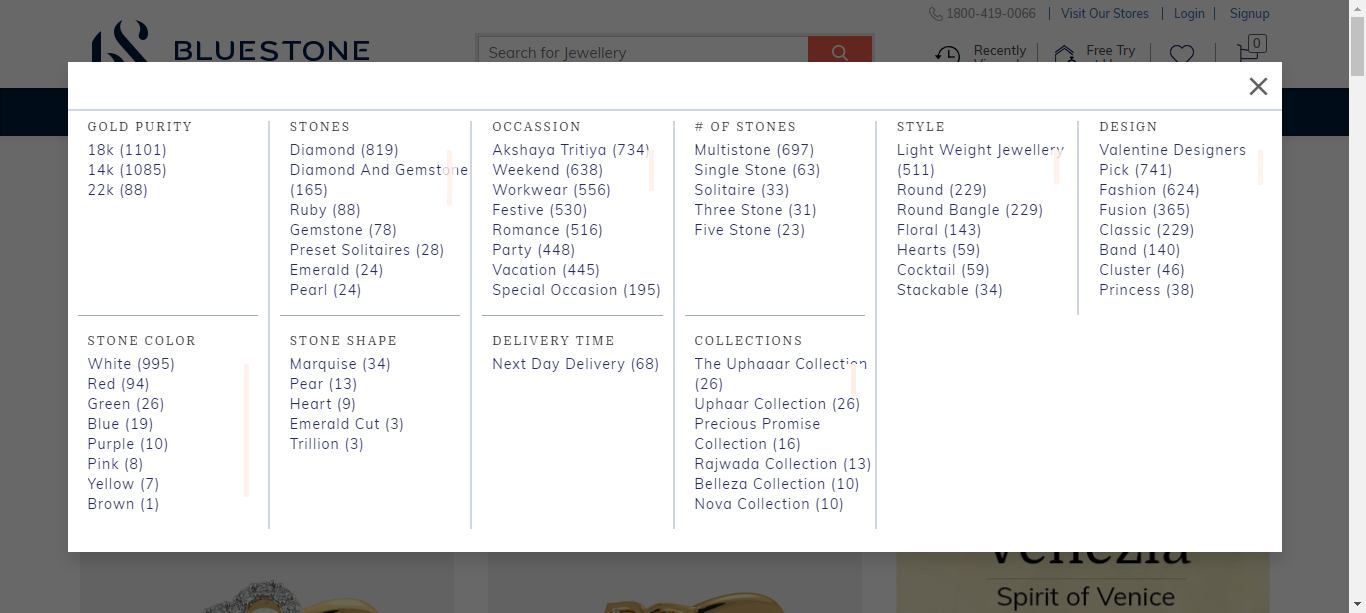 1800-419-0066 | Visit Our Stores | Login | Signup
BLUESTONE
Search for Jewellery
Recently
Free Try
0
GOLD PURITY
18k (1101)
14k (1085)
22k (88)
STONES
Diamond (819)
Diamond And Gemstone
(165)
Ruby (88)
Gemstone (78)
Preset Solitaires (28)
Emerald (24)
Pearl (24)
OCCASSION
Akshaya Tritiya (734)
Weekend (638)
Workwear (556)
Festive (530)
Romance (516)
Party (448)
Vacation (445)
Special Occasion (195)
# OF STONES
Multistone (697)
Single Stone (63)
Solitaire (33)
Three Stone (31)
Five Stone (23)
STYLE
Light Weight Jewellery
(511)
Round (229)
Round Bangle (229)
Floral (143)
Hearts (59)
Cocktail (59)
Stackable (34)
DESIGN
Valentine Designers
Pick (741)
Fashion (624)
Fusion (365)
Classic (229)
Band (140)
Cluster (46)
Princess (38)
STONE COLOR
White (995)
Red (94)
Green (26)
Blue (19)
Purple (10)
Pink (8)
Yellow (7)
Brown (1)
STONE SHAPE
Marquise (34)
Pear (13)
Heart (9)
Emerald Cut (3)
Trillion (3)
DELIVERY TIME
Next Day Delivery (68)
COLLECTIONS
The Uphaaar Collection
(26)
Uphaar Collection (26)
Precious Promise
Collection (16)
Rajwada Collection (13)
Belleza Collection (10)
Nova Collection (10)
Venezia
Spirit of Venice